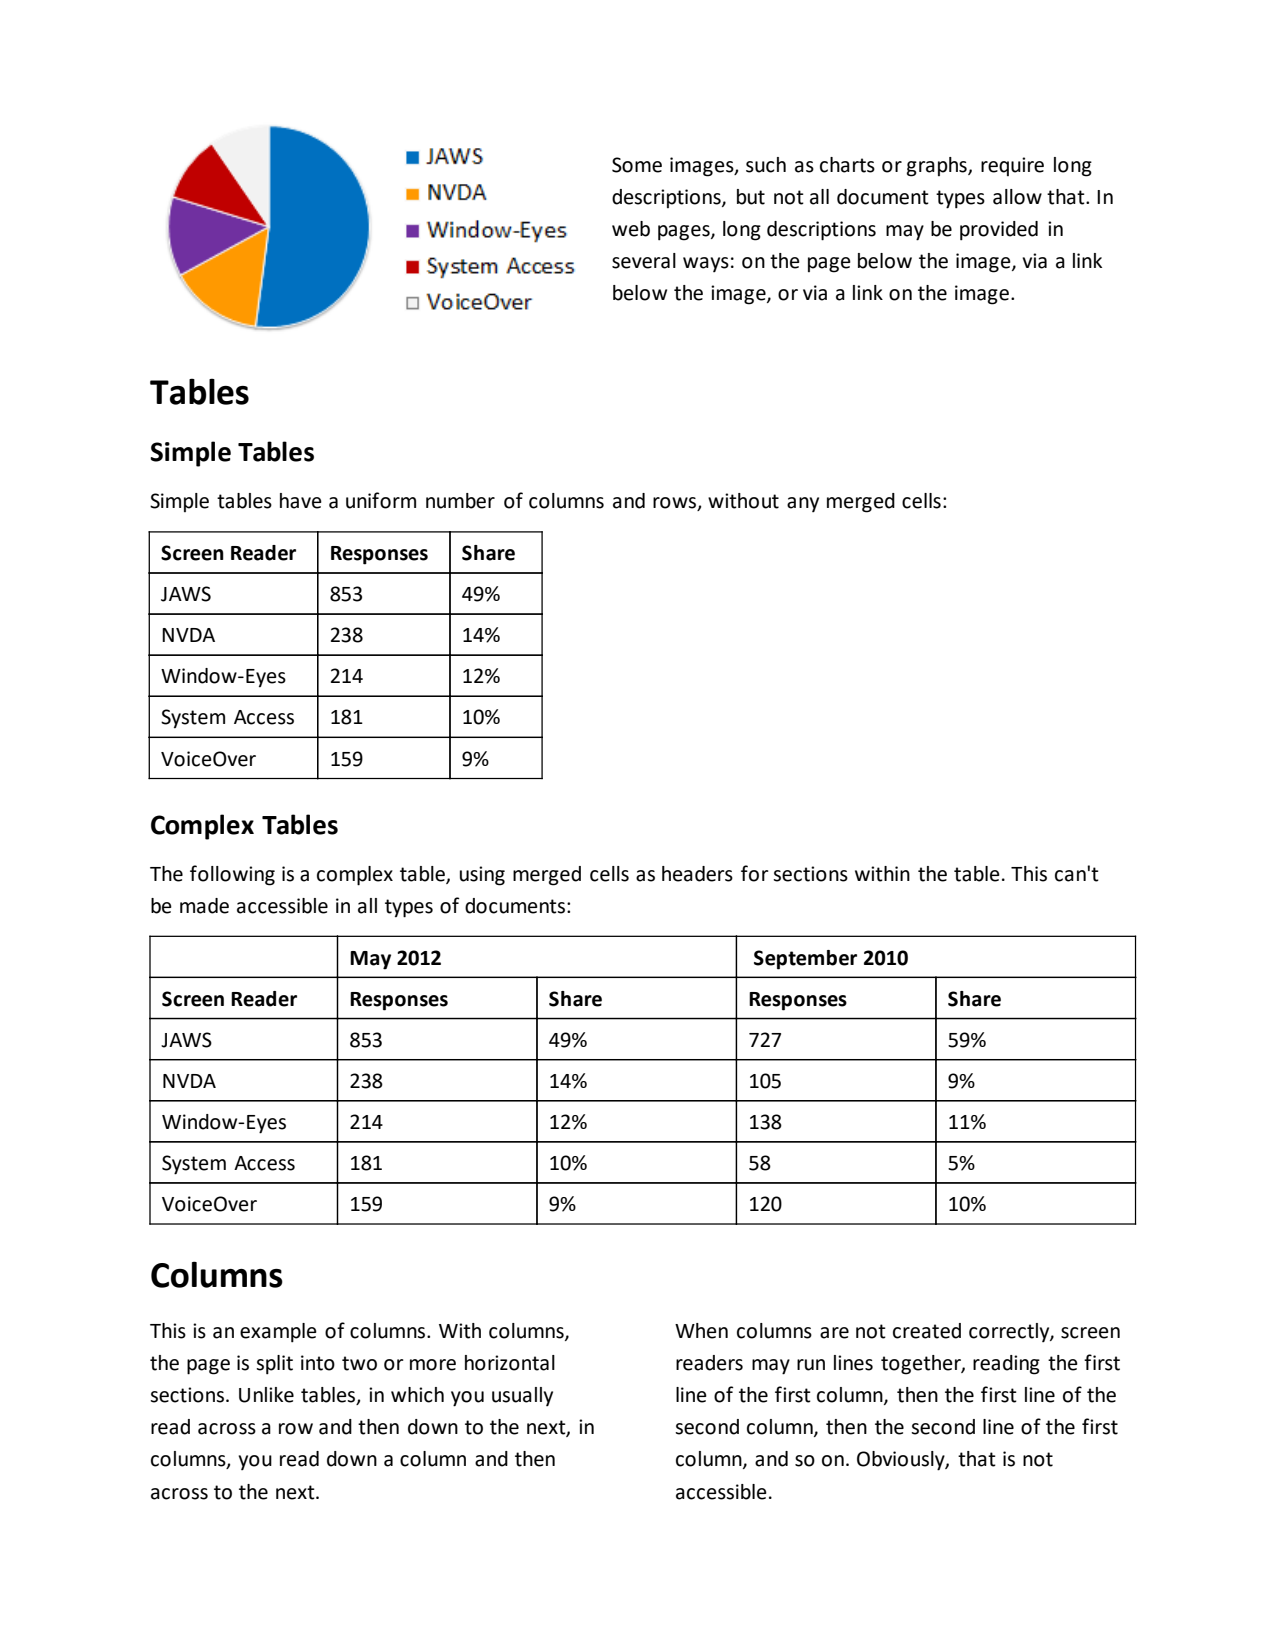 JAWS
NVDA
Window-Eyes
System Access
VoiceOver
Some images, such as charts or graphs, require long
descriptions, but not all document types allow that. In
web pages, long descriptions may be provided in
several ways: on the page below the image, via a link
below the image, or via a link on the image.
Tables
Simple Tables
Simple tables have a uniform number of columns and rows, without any merged cells:
Screen Reader Responses Share
JAWS 853 49%
NVDA 238 14%
Window-Eyes 214 12%
System Access 181 10%
VoiceOver 159 9%
Complex Tables
The following is a complex table, using merged cells as headers for sections within the table. This can't
be made accessible in all types of documents:
May 2012 September 2010
Screen Reader Responses Share Responses Share
JAWS 853 49% 727 59%
NVDA 238 14% 105 9%
Window-Eyes 214 12% 138 11%
System Access 181 10% 58 5%
VoiceOver 159 9% 120 10%
Columns
This is an example of columns. With columns,
the page is split into two or more horizontal
sections. Unlike tables, in which you usually
read across a row and then down to the next, in
columns, you read down a column and then
across to the next.
When columns are not created correctly, screen
readers may run lines together, reading the first
line of the first column, then the first line of the
second column, then the second line of the first
column, and so on. Obviously, that is not
accessible.